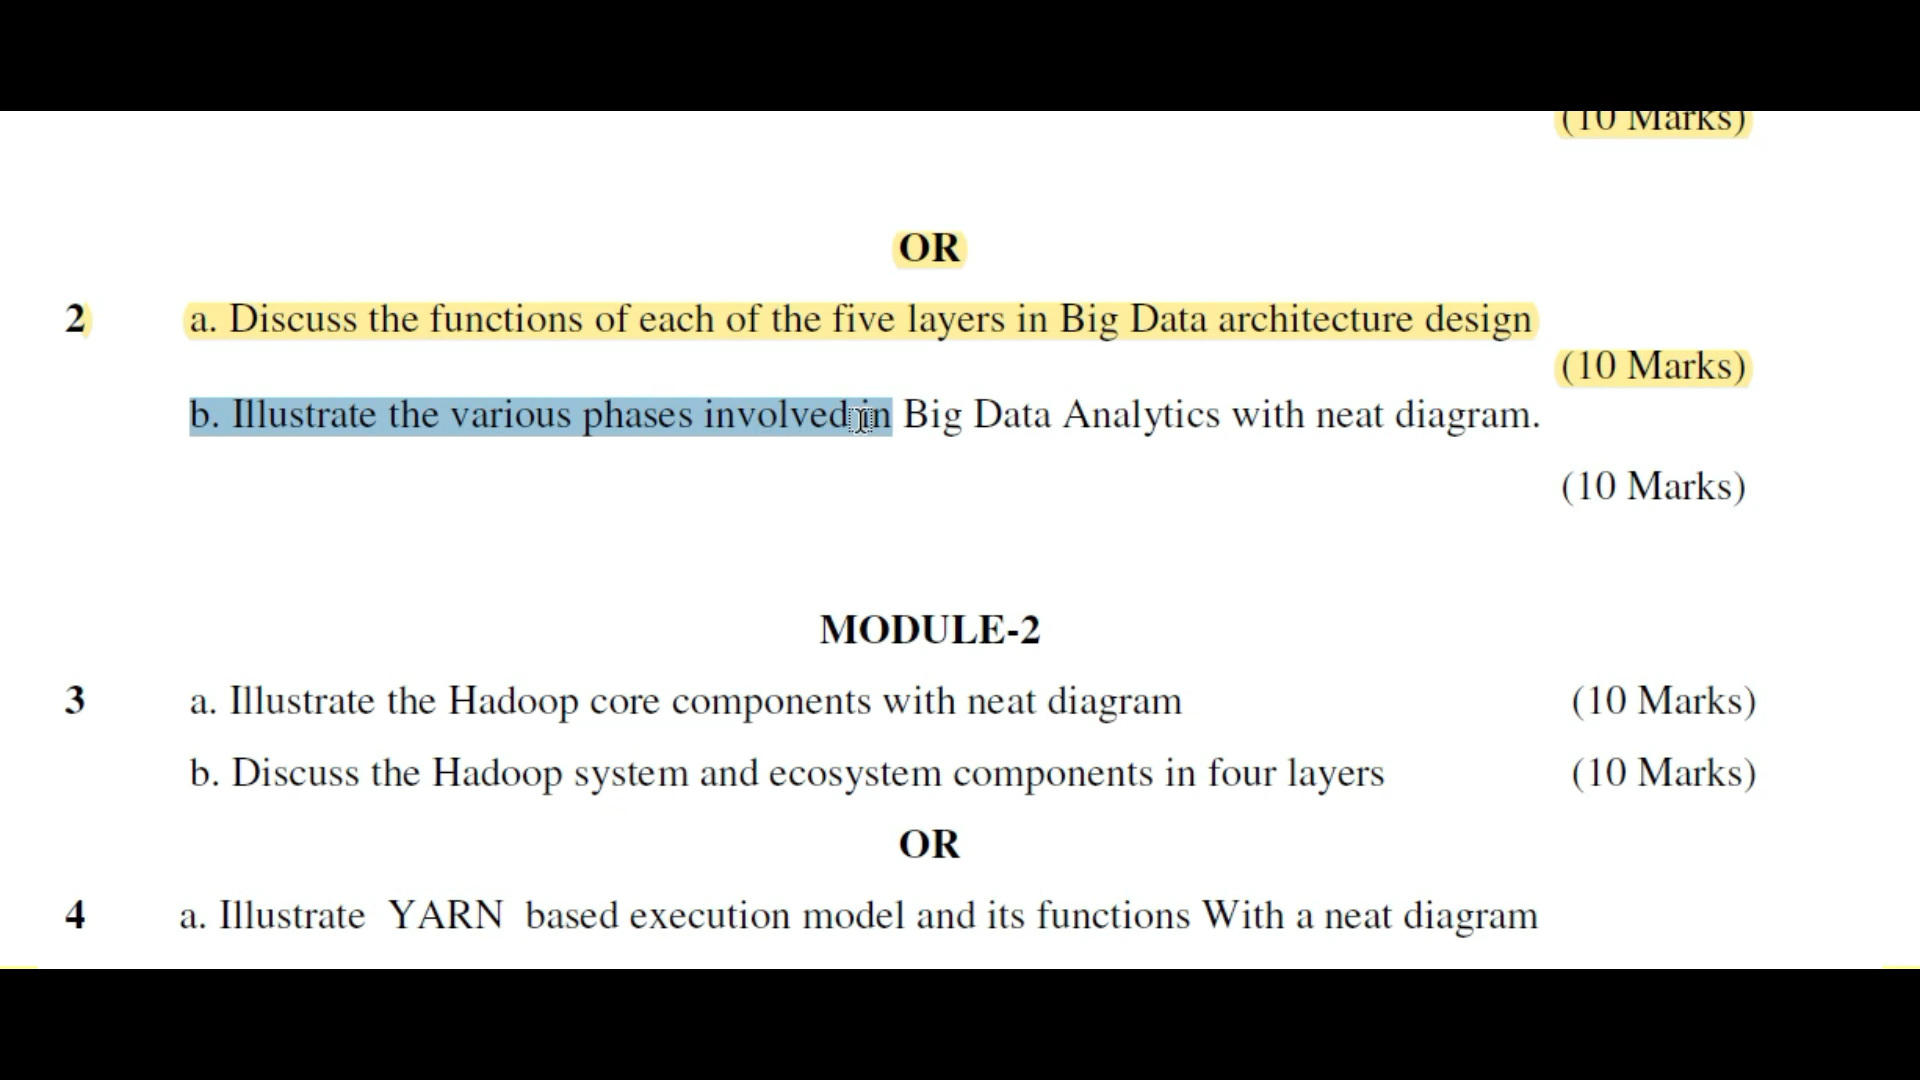 (10 Marks)
OR
2 a. Discuss the functions of each of the five layers in Big Data architecture design
(10 Marks)
b. Illustrate the various phases involved in Big Data Analytics with neat diagram.
(10 Marks)
MODULE-2
3 a. Illustrate the Hadoop core components with neat diagram (10 Marks)
b. Discuss the Hadoop system and ecosystem components in four layers (10 Marks)
OR
4 a. Illustrate YARN based execution model and its functions With a neat diagram